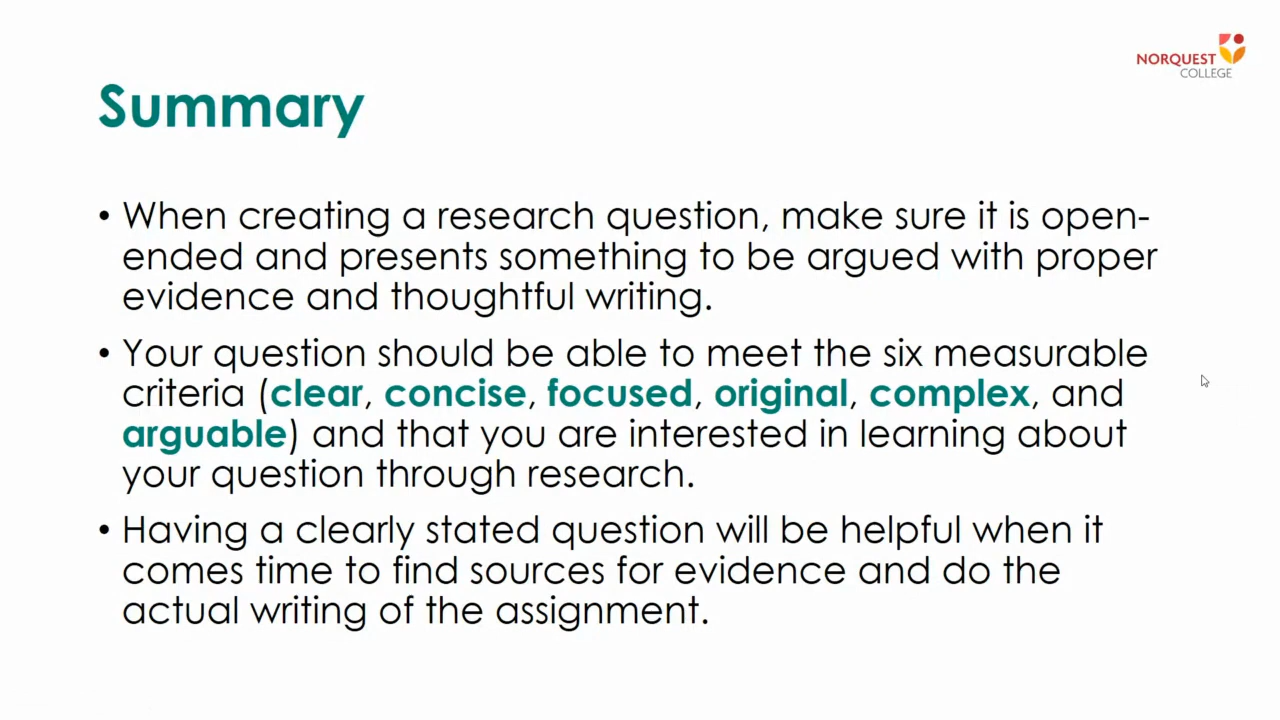 NORQUEST
COLLEGE
Summary
• When creating a research question, make sure it is open-
ended and presents something to be argued with proper
evidence and thoughtful writing.
• Your question should be able to meet the six measurable
criteria (clear, concise, focused, original, complex, and
arguable) and that you are interested in learning about
your question through research.
• Having a clearly stated question will be helpful when it
comes time to find sources for evidence and do the
actual writing of the assignment.